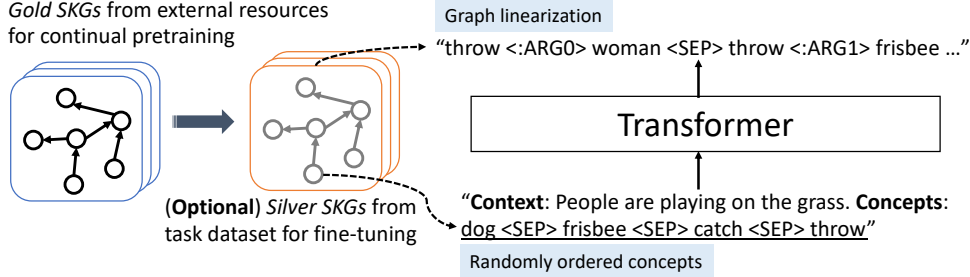 Gold SKGs from external resources
for continual pretraining
(Optional) Silver SKGs from
task dataset for fine-tuning
Graph linearization
“throw <:ARG0> woman <SEP> throw <:ARG1> frisbee …”
Transformer
“Context: People are playing on the grass. Concepts:
dog <SEP> frisbee <SEP> catch <SEP> throw”
Randomly ordered concepts